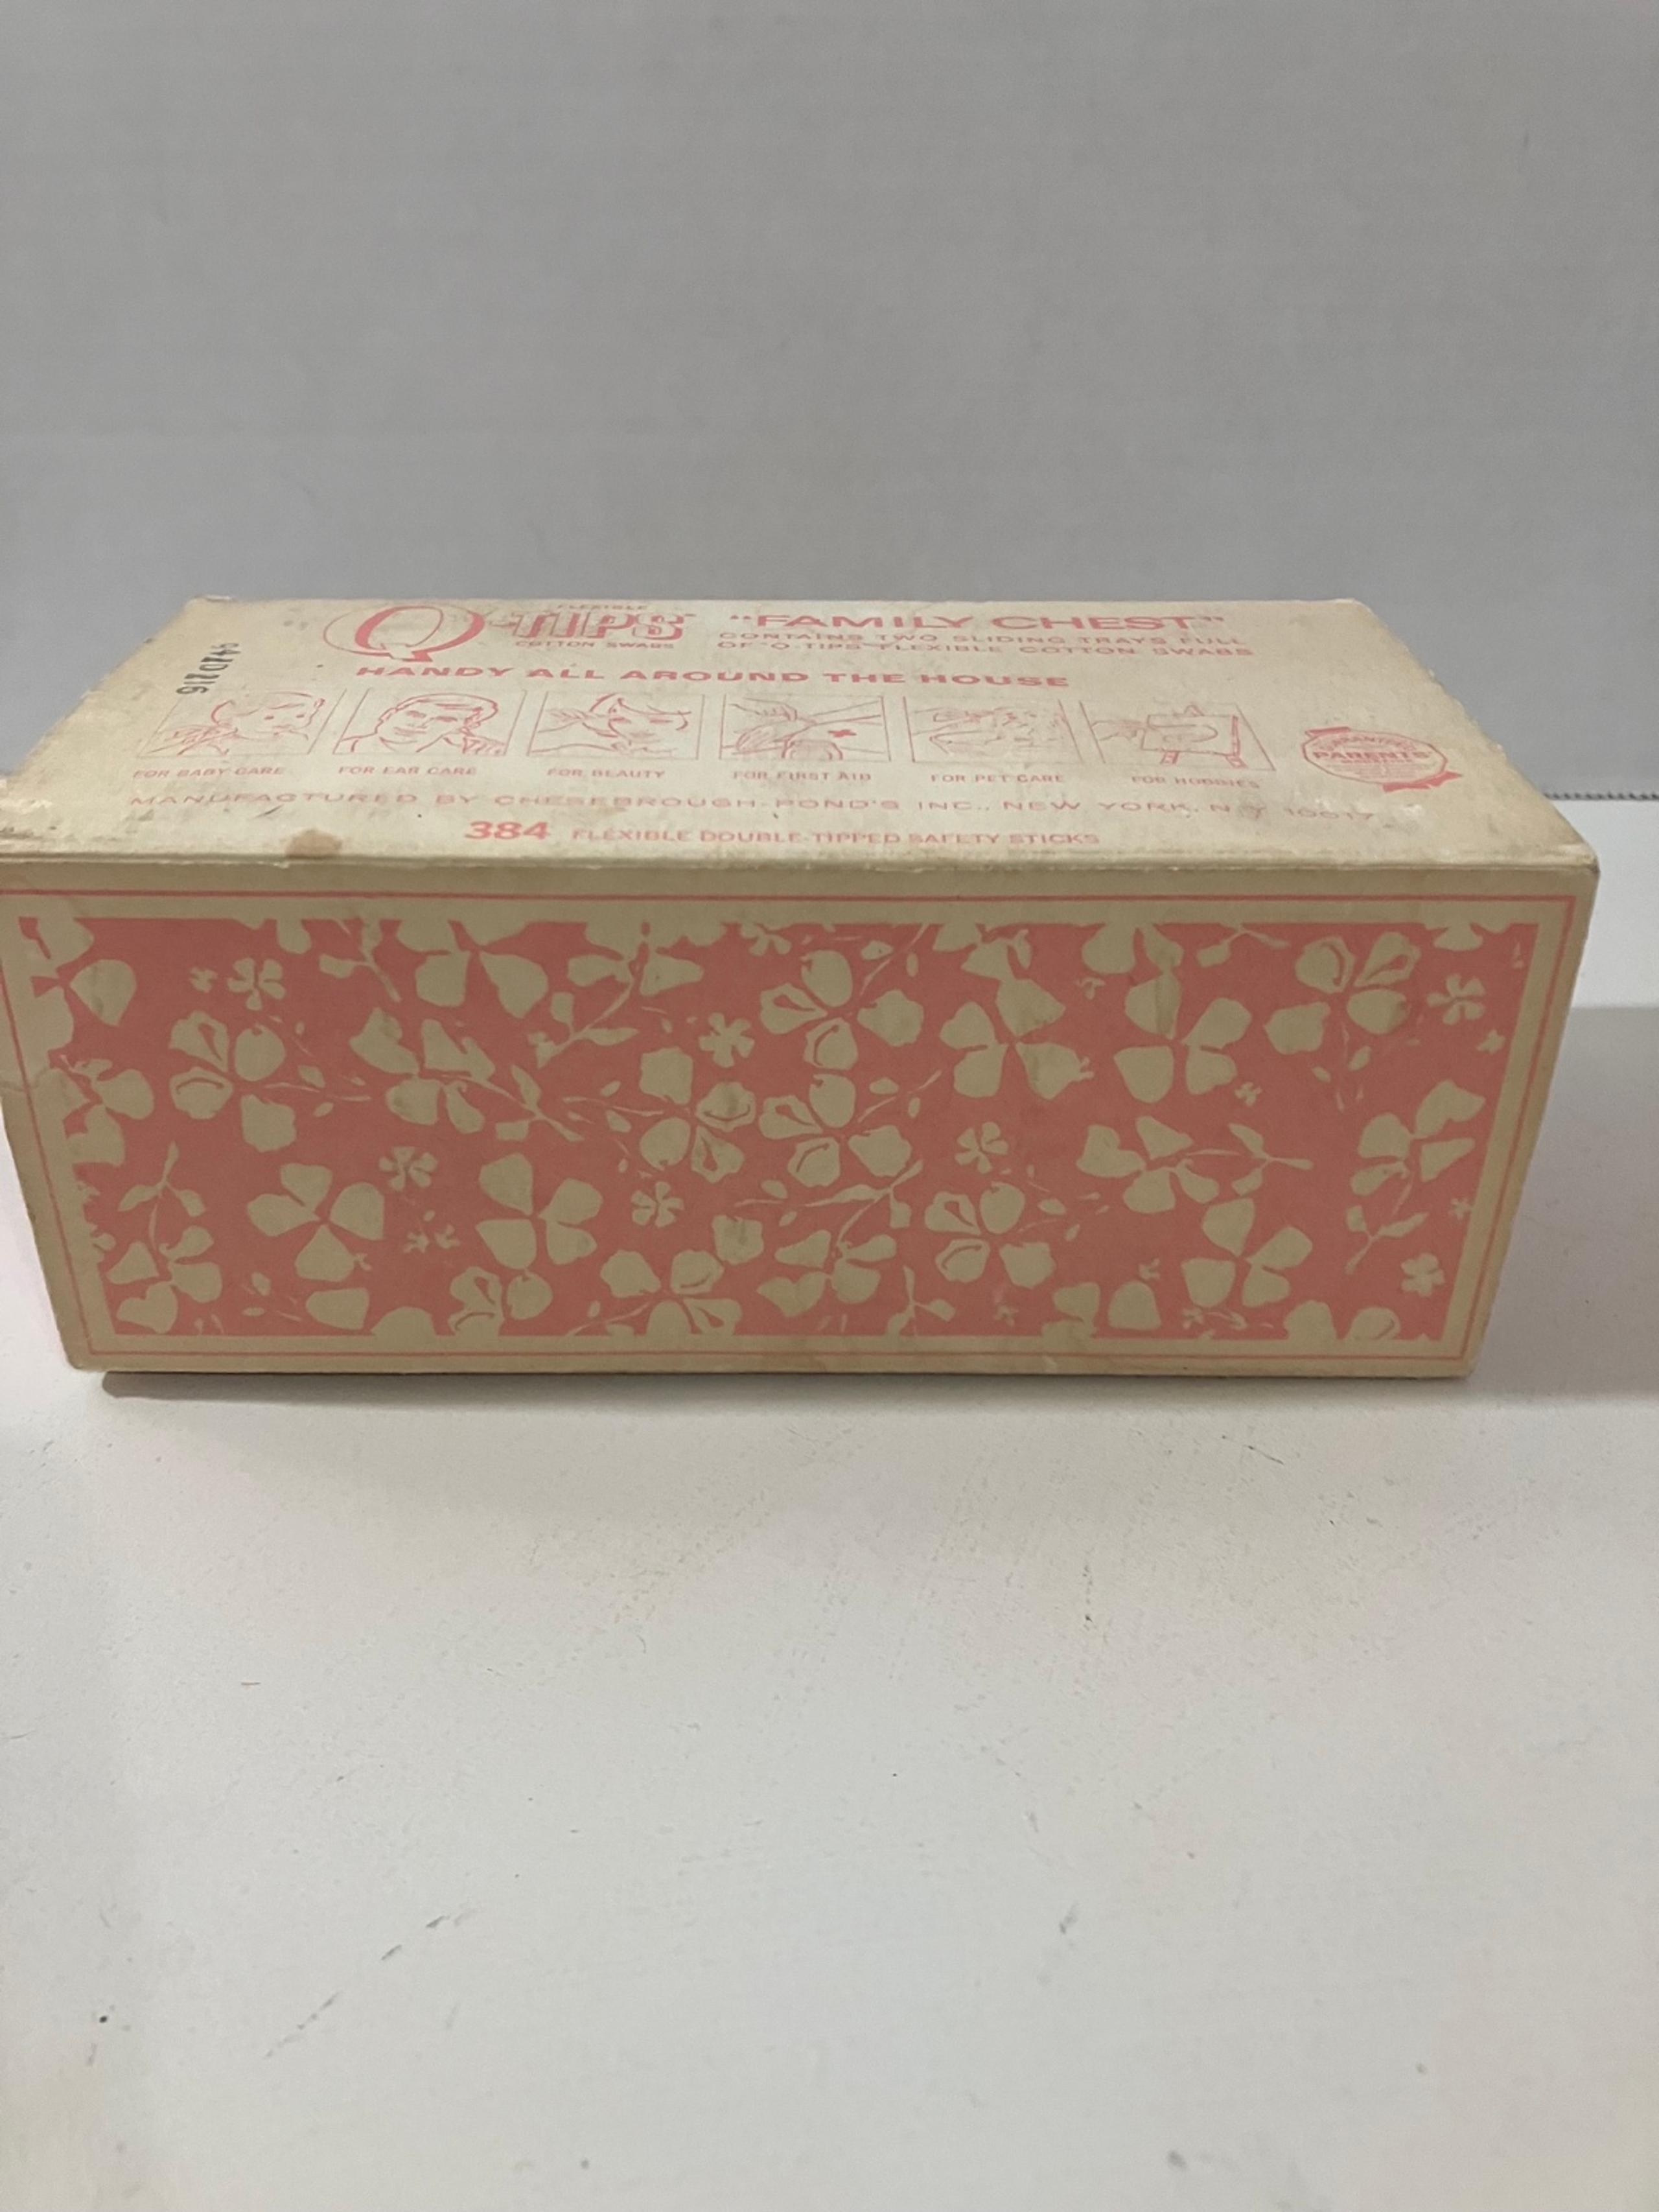 FLEXIBLE
Q-TIPS
COTTON SWABS
"FAMILY CHEST"
CONTAINS TWO SLIDING TRAYS FULL
OF "Q-TIPS" FLEXIBLE COTTON SWABS
HANDY ALL AROUND THE HOUSE
FOR BABY CARE
FOR EAR CARE
FOR BEAUTY
FOR FIRST AID
FOR PET CARE
FOR HOBBIES
PARENTS'
MANUFACTURED BY CHESEBROUGH-POND'S INC., NEW YORK, N.Y. 10017
384 FLEXIBLE DOUBLE-TIPPED SAFETY STICKS